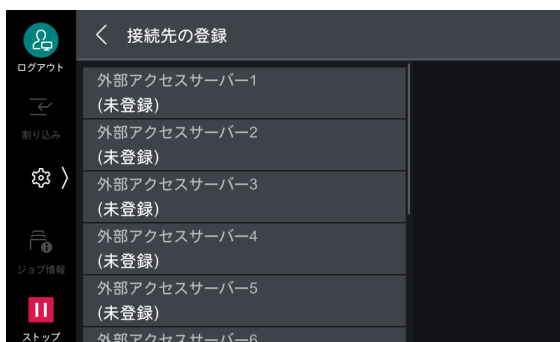 接続先の登録
ログアウト
割り込み
ジョブ情報
ストップ
外部アクセスサーバー1
(未登録)
外部アクセスサーバー2
(未登録)
外部アクセスサーバー3
(未登録)
外部アクセスサーバー4
(未登録)
外部アクセスサーバー5
(未登録)
外部アクセスサーバー6